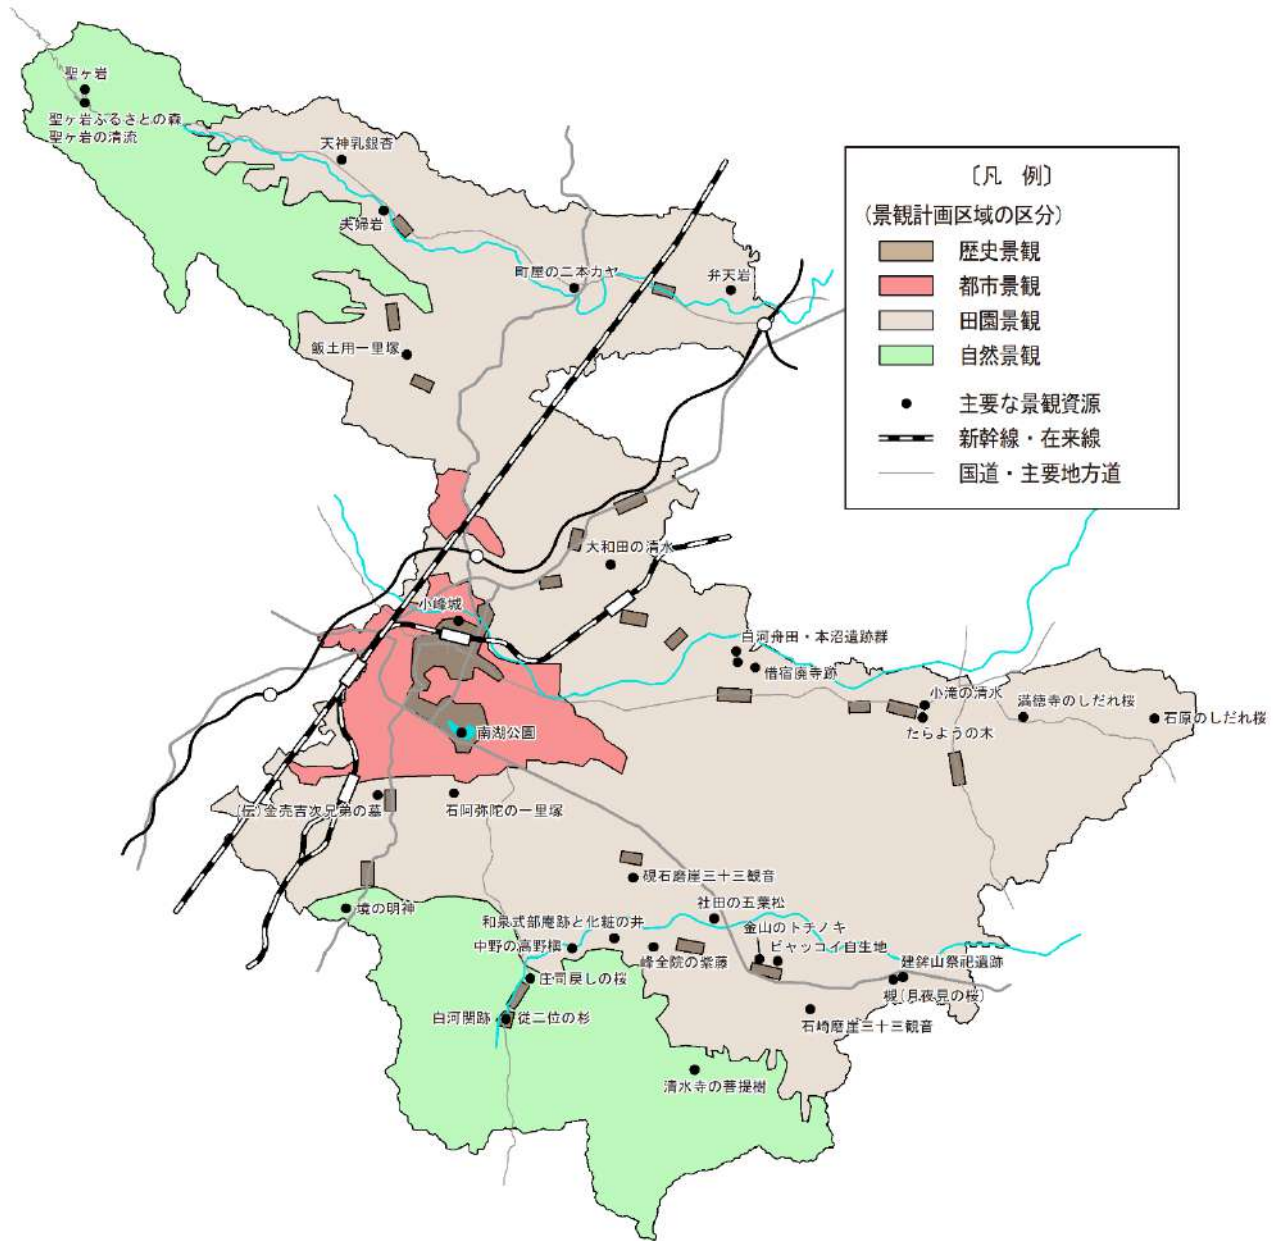 聖ヶ岩
聖ヶ岩ふるさとの森
聖ヶ岩の清流
天神乳銀杏
夫婦岩
町屋の二本カヤ
弁天岩
飯土用一里塚
〔凡 例〕
(景観計画区域の区分)
歴史景観
都市景観
田園景観
自然景観
主要な景観資源
新幹線・在来線
国道・主要地方道
大和田の清水
小峰城
白河舟田・本沼遺跡群
借宿廃寺跡
小滝の清水
たらようの木
満徳寺のしだれ桜
石原のしだれ桜
南湖公園
(伝)金売吉次兄弟の墓
石阿弥陀の一里塚
硯石磨崖三十三観音
境の明神
社田の五葉松
和泉式部庵跡と化粧の井
中野の高野槇
峰全院の紫藤
金山のトチノキ
ビャッコイ自生地
建鉾山祭祀遺跡
槻(月夜見の桜)
庄司戻しの桜
白河関跡
従二位の杉
石崎磨崖三十三観音
清水寺の菩提樹